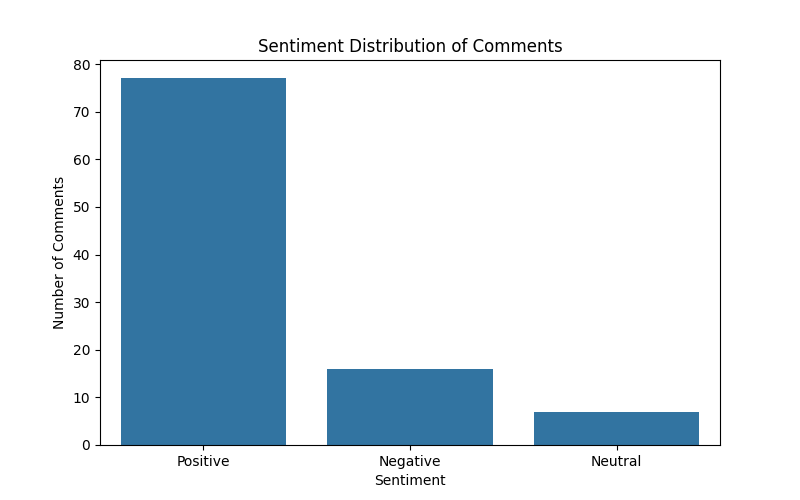 Sentiment Distribution of Comments
80
70
60
50
40
30
20
10
0
Number of Comments
Positive
Negative
Neutral
Sentiment